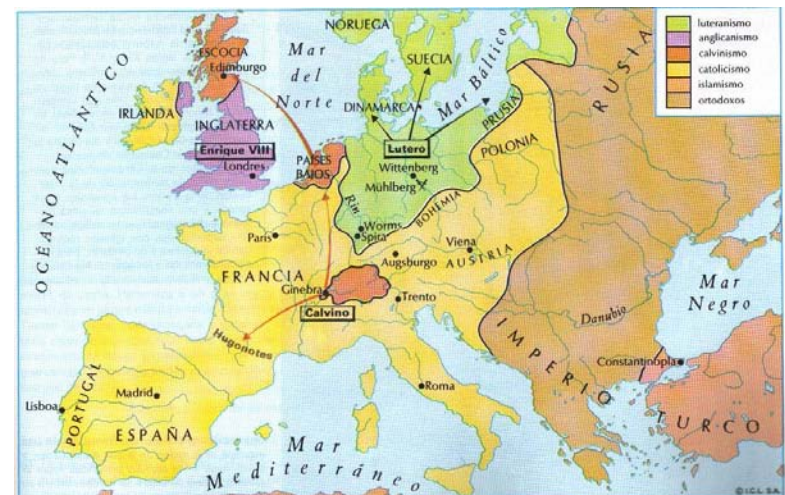 NORUEGA
luteranismo
anglicanismo
calvinismo
catolicismo
islamismo
ortodoxos
ESCOCIA
Edimburgo
Mar
del
Norte
SUECIA
Mar Báltico
RUSIA
OCÉANO ATLÁNTICO
IRLANDA
DINAMARCA
PRUSIA
INGLATERRA
Enrique VIII
Londres
PAÍSES
BAJOS
Lutero
Wittenberg
Mühlberg
POLONIA
BOHEMIA
Rin
Worms
Spira
París
Viena
Augsburgo
AUSTRIA
FRANCIA
Ginebra
Calvino
Trento
Mar
Negro
Danubio
Hugonotes
IMPERIO
TURCO
Constantinopla
PORTUGAL
Madrid
Lisboa
ESPAÑA
Roma
Mar
Mediterráneo
©ICL SA